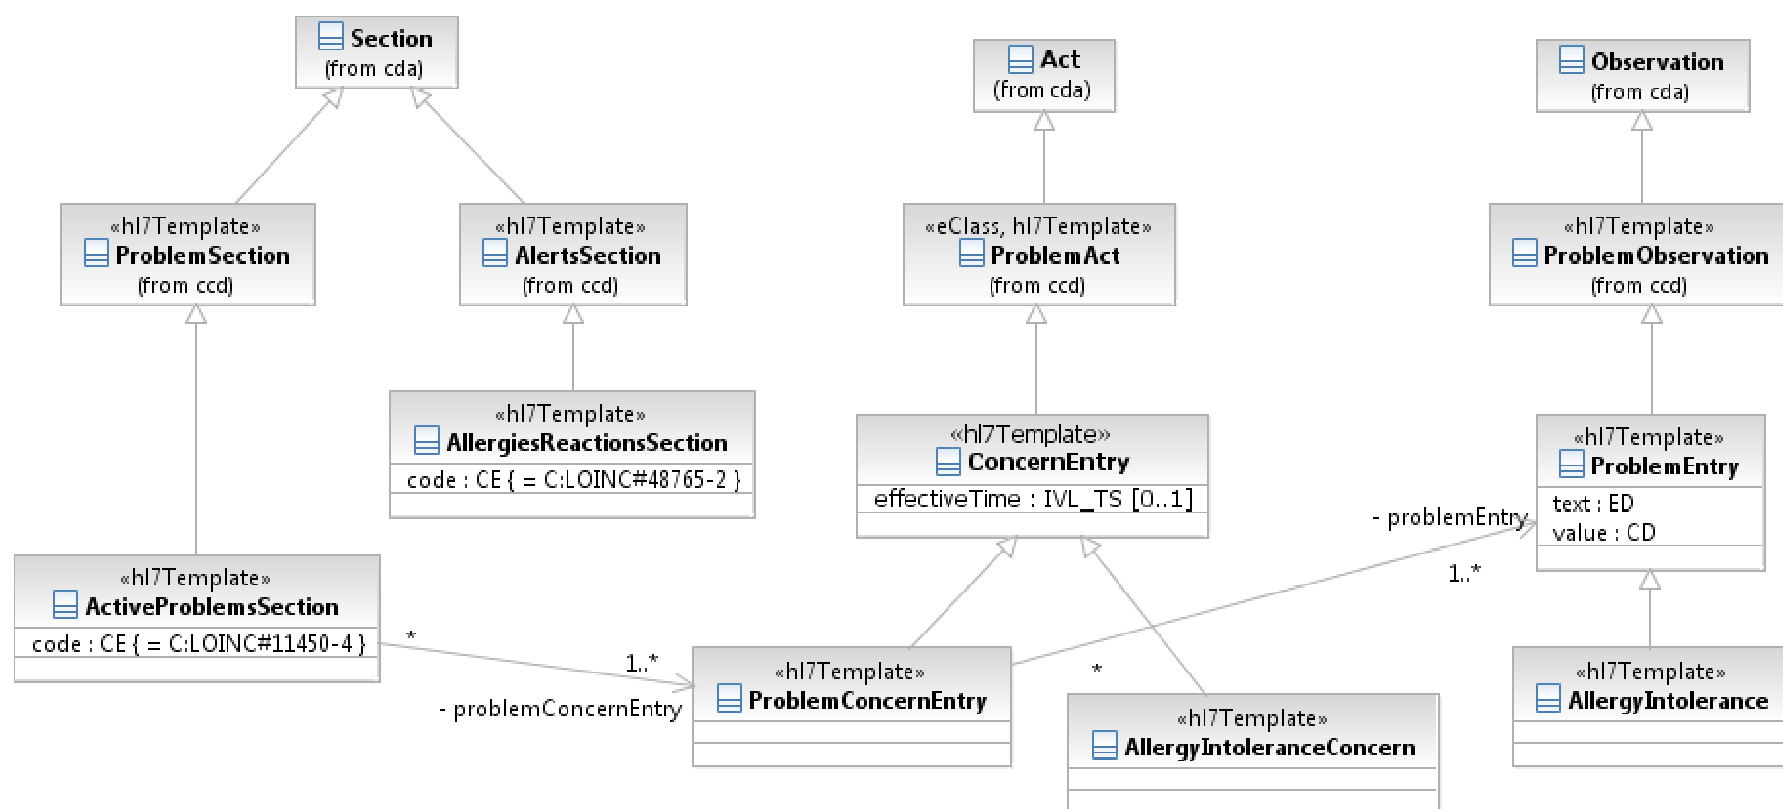 Section
(from cda)
Act
(from cda)
Observation
(from cda)
«hl7Template»
ProblemSection
(from ccd)
«hl7Template»
AlertsSection
(from ccd)
«eClass, hl7Template»
ProblemAct
(from ccd)
«hl7Template»
ProblemObservation
(from ccd)
«hl7Template»
AllergiesReactionsSection
code : CE { = C:LOINC#48765-2 }
«hl7Template»
ConcernEntry
effectiveTime : IVL_TS [0..1]
«hl7Template»
ProblemEntry
text : ED
value : CD
- problemEntry
1..*
«hl7Template»
ActiveProblemsSection
code : CE { = C:LOINC#11450-4 }
*
1..*
- problemConcernEntry
«hl7Template»
ProblemConcernEntry
*
«hl7Template»
AllergyIntoleranceConcern
«hl7Template»
AllergyIntolerance